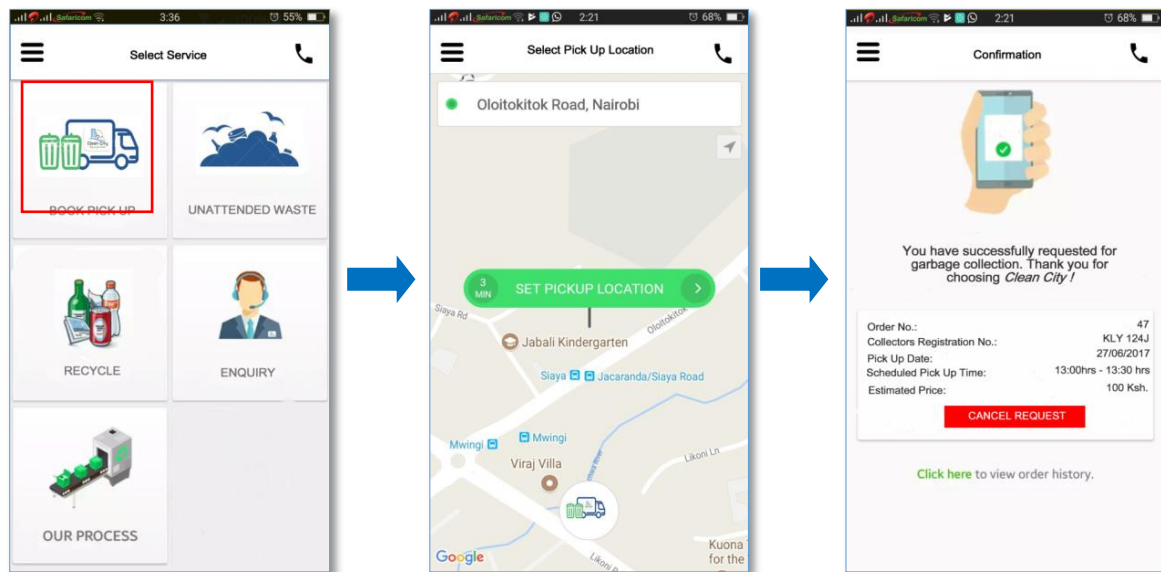 Safaricom 3:36 55%
Select Service
Clean City
BOOK PICK UP
UNATTENDED WASTE
RECYCLE
ENQUIRY
OUR PROCESS
Safaricom 2:21 68%
Select Pick Up Location
Oloitokitok Road, Nairobi
3 MIN
SET PICKUP LOCATION
Siaya Rd
Oloitokitok
Jabali Kindergarten
Siaya
Jacaranda/Siaya Road
Mwingi
Mwingi
Viraj Villa
Likoni Ln
Google
Likoni
Kuona
for the
Safaricom 2:21 68%
Confirmation
You have successfully requested for
garbage collection. Thank you for
choosing Clean City !
Order No.: 47
Collectors Registration No.: KLY 124J
Pick Up Date: 27/06/2017
Scheduled Pick Up Time: 13:00hrs - 13:30 hrs
Estimated Price: 100 Ksh.
CANCEL REQUEST
Click here to view order history.